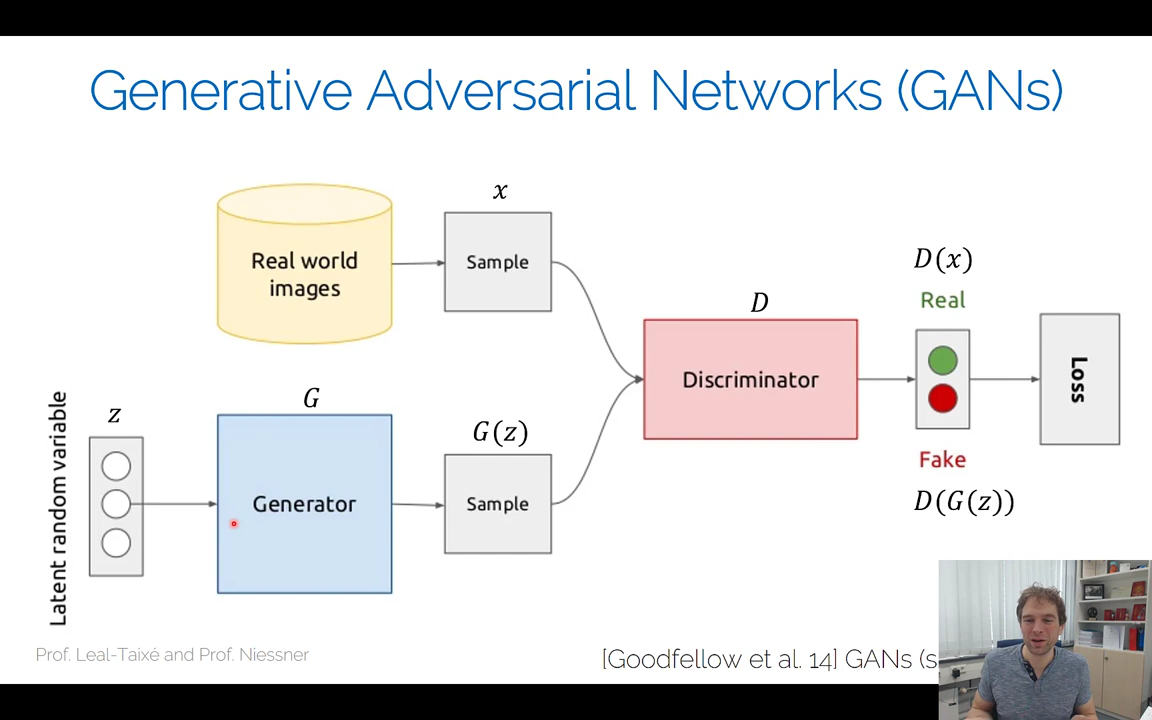 Generative Adversarial Networks (GANs)
x
Real world
images
Sample
D(x)
Real
D
Discriminator
Loss
Fake
D(G(z))
Latent random variable
z
G
Generator
G(z)
Sample
Prof. Leal-Taixé and Prof. Niessner
[Goodfellow et al. 14] GANs (s